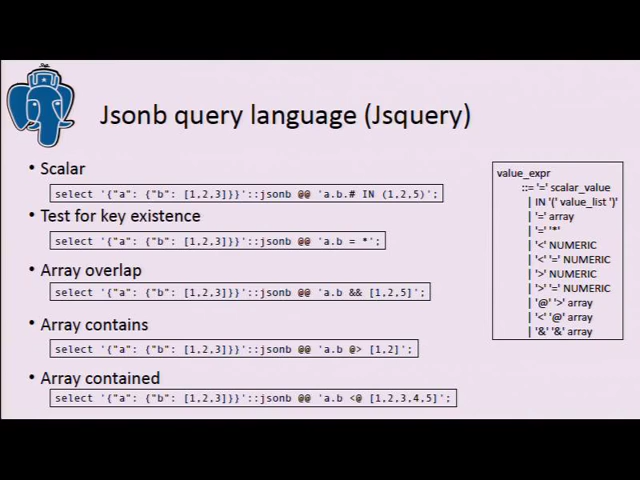 Jsonb query language (Jsquery)
• Scalar
select '{"a": {"b": [1,2,3]}}'::jsonb @@ 'a.b.# IN (1,2,5)';
• Test for key existence
select '{"a": {"b": [1,2,3]}}'::jsonb @@ 'a.b = *';
• Array overlap
select '{"a": {"b": [1,2,3]}}'::jsonb @@ 'a.b && [1,2,5]';
• Array contains
select '{"a": {"b": [1,2,3]}}'::jsonb @@ 'a.b @> [1,2]';
• Array contained
select '{"a": {"b": [1,2,3]}}'::jsonb @@ 'a.b <@ [1,2,3,4,5]';
value_expr
::= '=' scalar_value
| IN '(' value_list ')'
| '=' array
| '=' '*'
| '<' NUMERIC
| '<' '=' NUMERIC
| '>' NUMERIC
| '>' '=' NUMERIC
| '@' '>' array
| '<' '@' array
| '&' '&' array